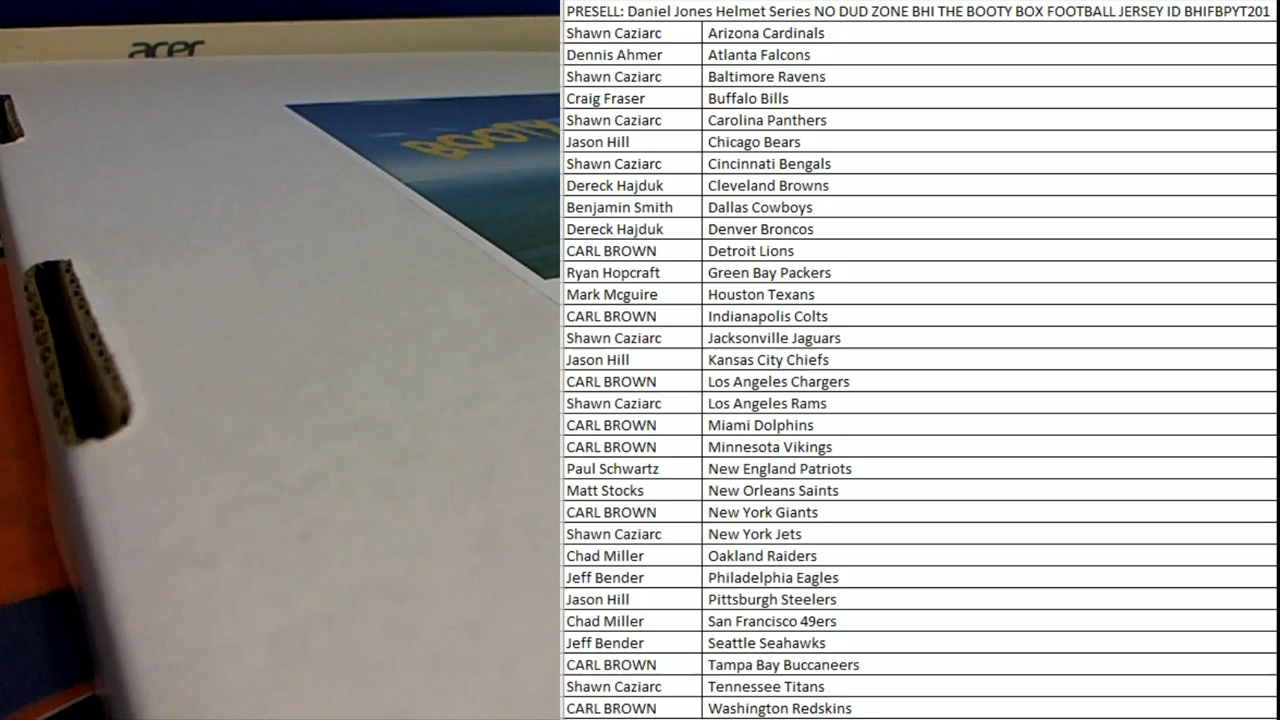 acer
BOOTY
PRESELL: Daniel Jones Helmet Series NO DUD ZONE BHI THE BOOTY BOX FOOTBALL JERSEY ID BHIFBPYT201
Shawn Caziarc Arizona Cardinals
Dennis Ahmer Atlanta Falcons
Shawn Caziarc Baltimore Ravens
Craig Fraser Buffalo Bills
Shawn Caziarc Carolina Panthers
Jason Hill Chicago Bears
Shawn Caziarc Cincinnati Bengals
Dereck Hajduk Cleveland Browns
Benjamin Smith Dallas Cowboys
Dereck Hajduk Denver Broncos
CARL BROWN Detroit Lions
Ryan Hopcraft Green Bay Packers
Mark Mcguire Houston Texans
CARL BROWN Indianapolis Colts
Shawn Caziarc Jacksonville Jaguars
Jason Hill Kansas City Chiefs
CARL BROWN Los Angeles Chargers
Shawn Caziarc Los Angeles Rams
CARL BROWN Miami Dolphins
CARL BROWN Minnesota Vikings
Paul Schwartz New England Patriots
Matt Stocks New Orleans Saints
CARL BROWN New York Giants
Shawn Caziarc New York Jets
Chad Miller Oakland Raiders
Jeff Bender Philadelphia Eagles
Jason Hill Pittsburgh Steelers
Chad Miller San Francisco 49ers
Jeff Bender Seattle Seahawks
CARL BROWN Tampa Bay Buccaneers
Shawn Caziarc Tennessee Titans
CARL BROWN Washington Redskins